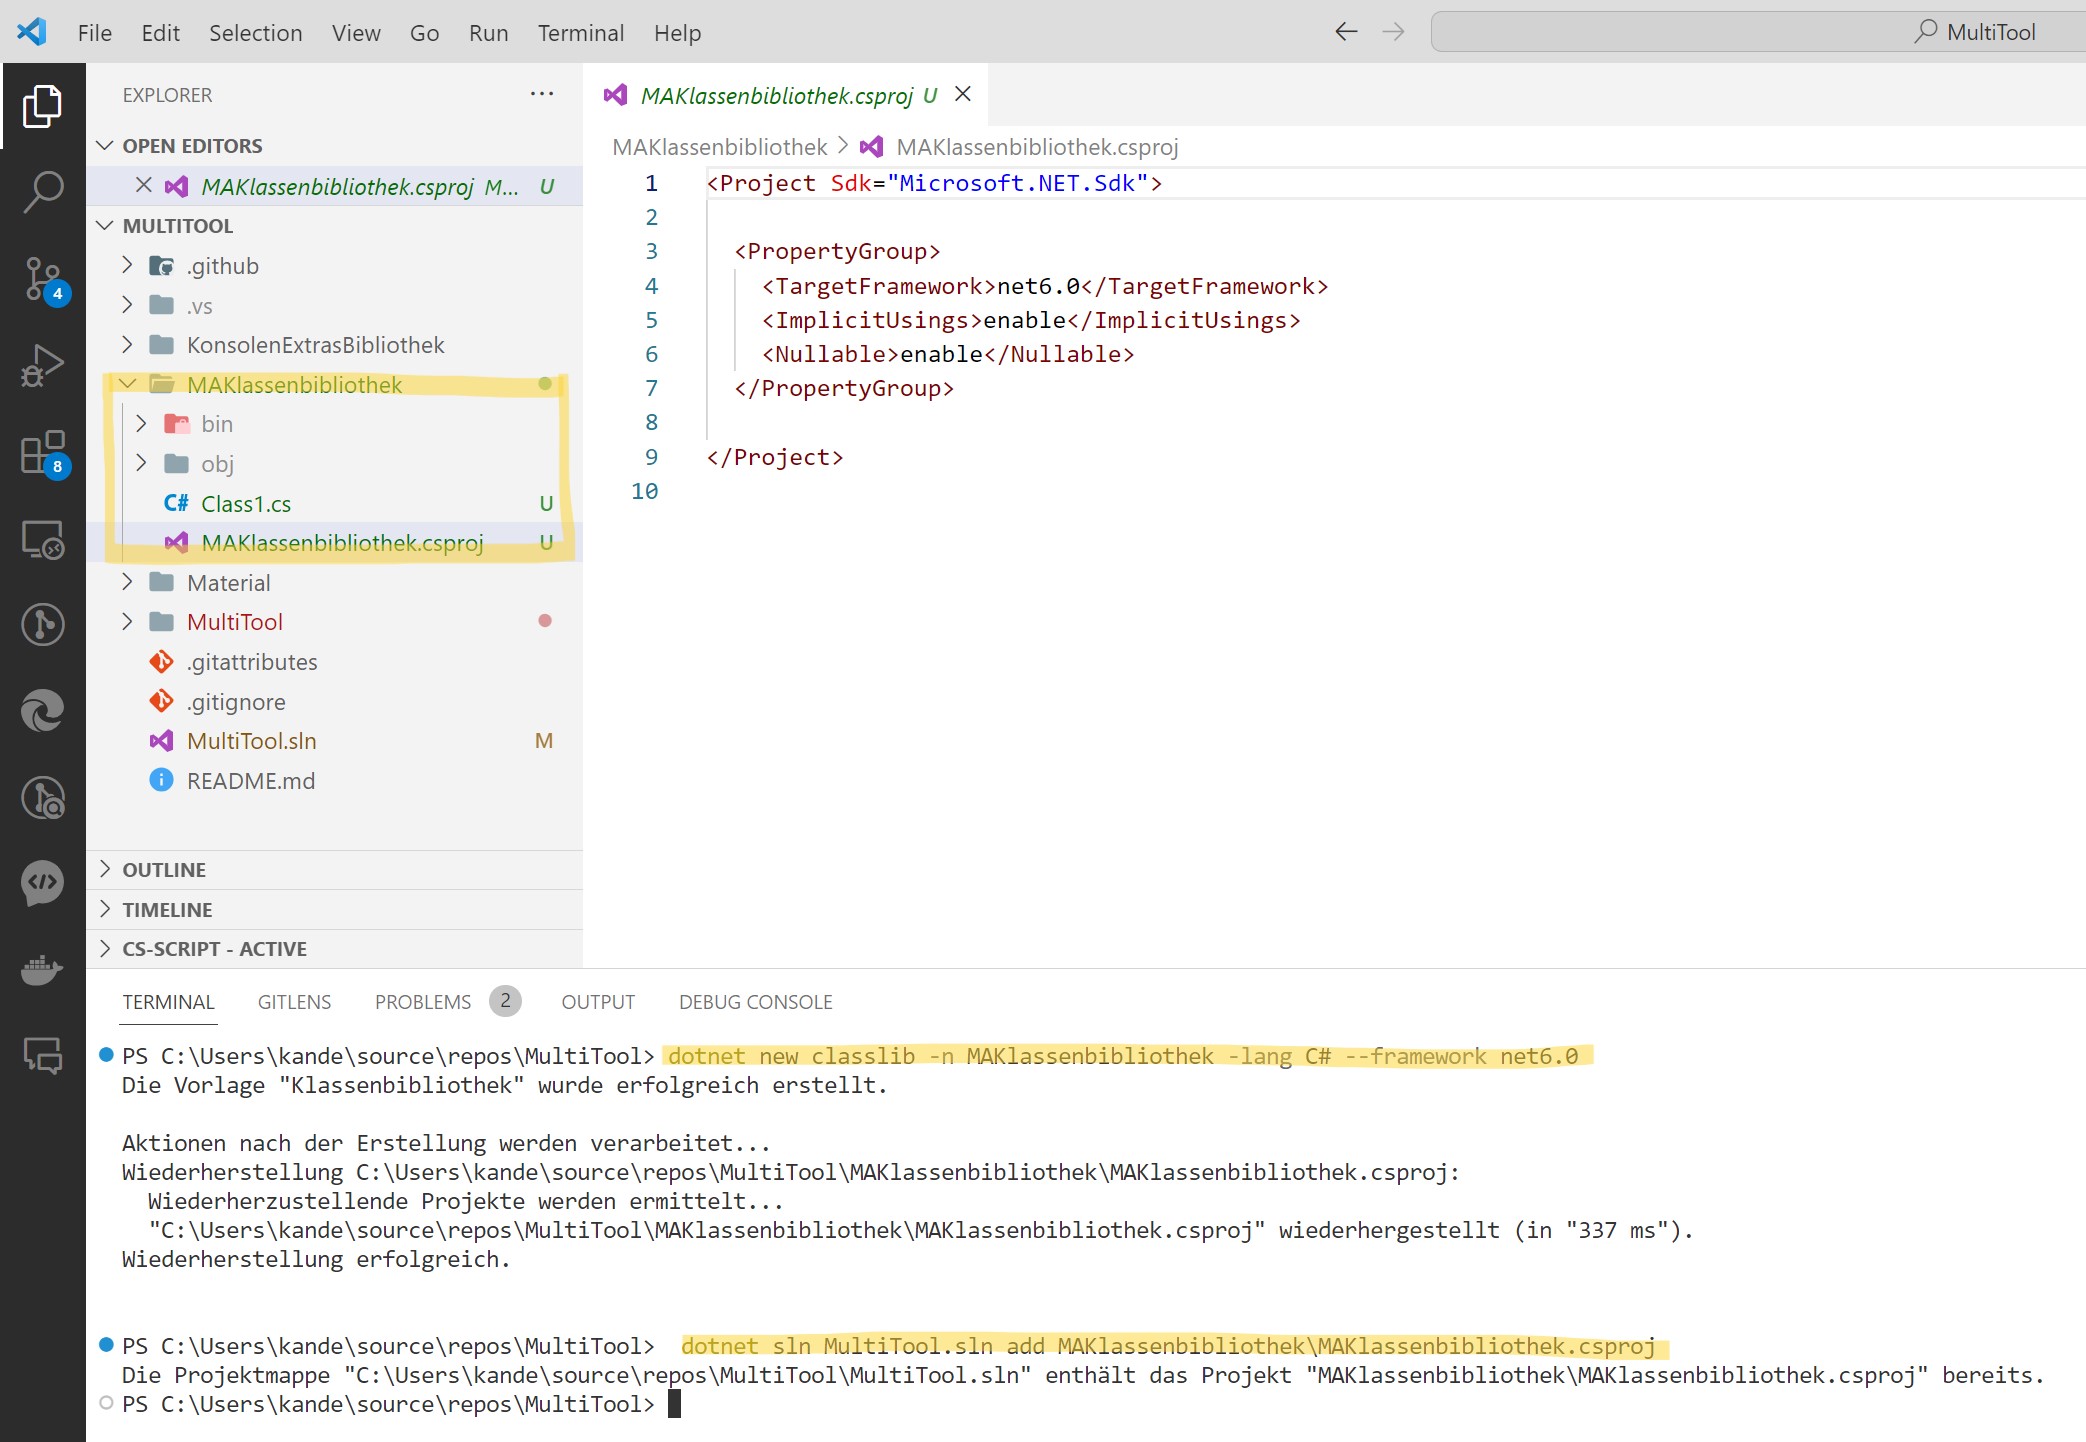 File Edit Selection View Go Run Terminal Help
MultiTool
EXPLORER
OPEN EDITORS
MAKlassenbibliothek.csproj M... U
MULTITOOL
.github
.vs
KonsolenExtrasBibliothek
MAKlassenbibliothek
bin
obj
C# Class1.cs U
MAKlassenbibliothek.csproj U
Material
MultiTool
.gitattributes
.gitignore
MultiTool.sln M
README.md
OUTLINE
TIMELINE
CS-SCRIPT - ACTIVE
4
8
MAKlassenbibliothek.csproj U
MAKlassenbibliothek > MAKlassenbibliothek.csproj
1 <Project Sdk="Microsoft.NET.Sdk">
2
3 <PropertyGroup>
4 <TargetFramework>net6.0</TargetFramework>
5 <ImplicitUsings>enable</ImplicitUsings>
6 <Nullable>enable</Nullable>
7 </PropertyGroup>
8
9 </Project>
10
TERMINAL GITLENS PROBLEMS 2 OUTPUT DEBUG CONSOLE
PS C:\Users\kande\source\repos\MultiTool> dotnet new classlib -n MAKlassenbibliothek -lang C# --framework net6.0
Die Vorlage "Klassenbibliothek" wurde erfolgreich erstellt.
Aktionen nach der Erstellung werden verarbeitet...
Wiederherstellung C:\Users\kande\source\repos\MultiTool\MAKlassenbibliothek\MAKlassenbibliothek.csproj:
Wiederherzustellende Projekte werden ermittelt...
"C:\Users\kande\source\repos\MultiTool\MAKlassenbibliothek\MAKlassenbibliothek.csproj" wiederhergestellt (in "337 ms").
Wiederherstellung erfolgreich.
PS C:\Users\kande\source\repos\MultiTool> dotnet sln MultiTool.sln add MAKlassenbibliothek\MAKlassenbibliothek.csproj
Die Projektmappe "C:\Users\kande\source\repos\MultiTool\MultiTool.sln" enthält das Projekt "MAKlassenbibliothek\MAKlassenbibliothek.csproj" bereits.
PS C:\Users\kande\source\repos\MultiTool>